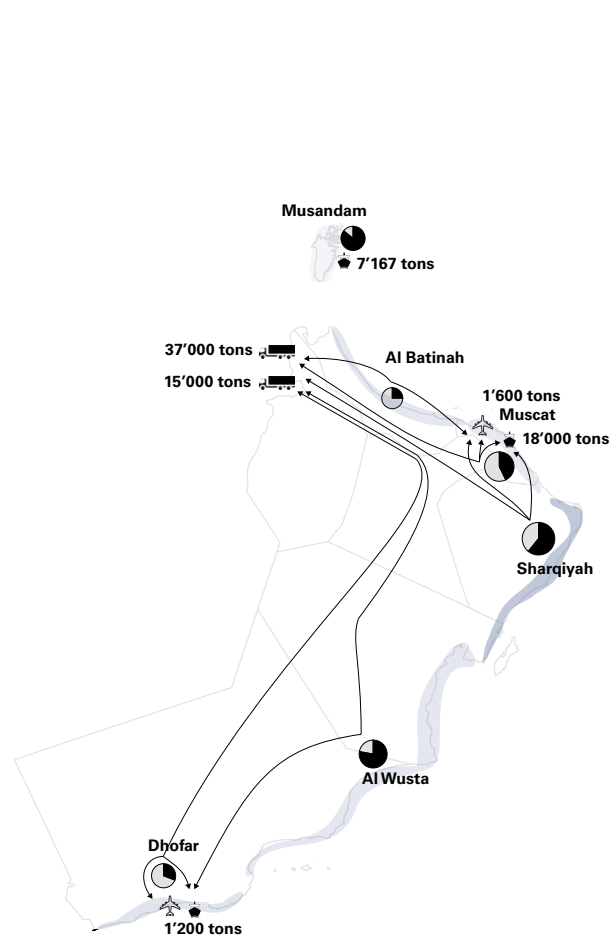 Musandam
7’167 tons
37’000 tons
Al Batinah
15’000 tons
1’600 tons
Muscat
18’000 tons
Sharqiyah
Al Wusta
Dhofar
1’200 tons